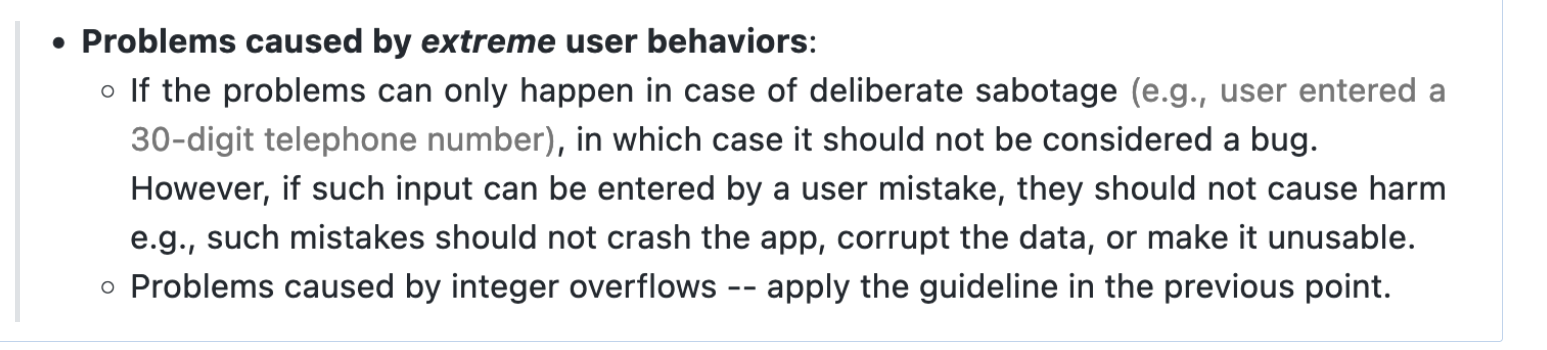 • Problems caused by extreme user behaviors:
◦ If the problems can only happen in case of deliberate sabotage (e.g., user entered a
30-digit telephone number), in which case it should not be considered a bug.
However, if such input can be entered by a user mistake, they should not cause harm
e.g., such mistakes should not crash the app, corrupt the data, or make it unusable.
◦ Problems caused by integer overflows -- apply the guideline in the previous point.